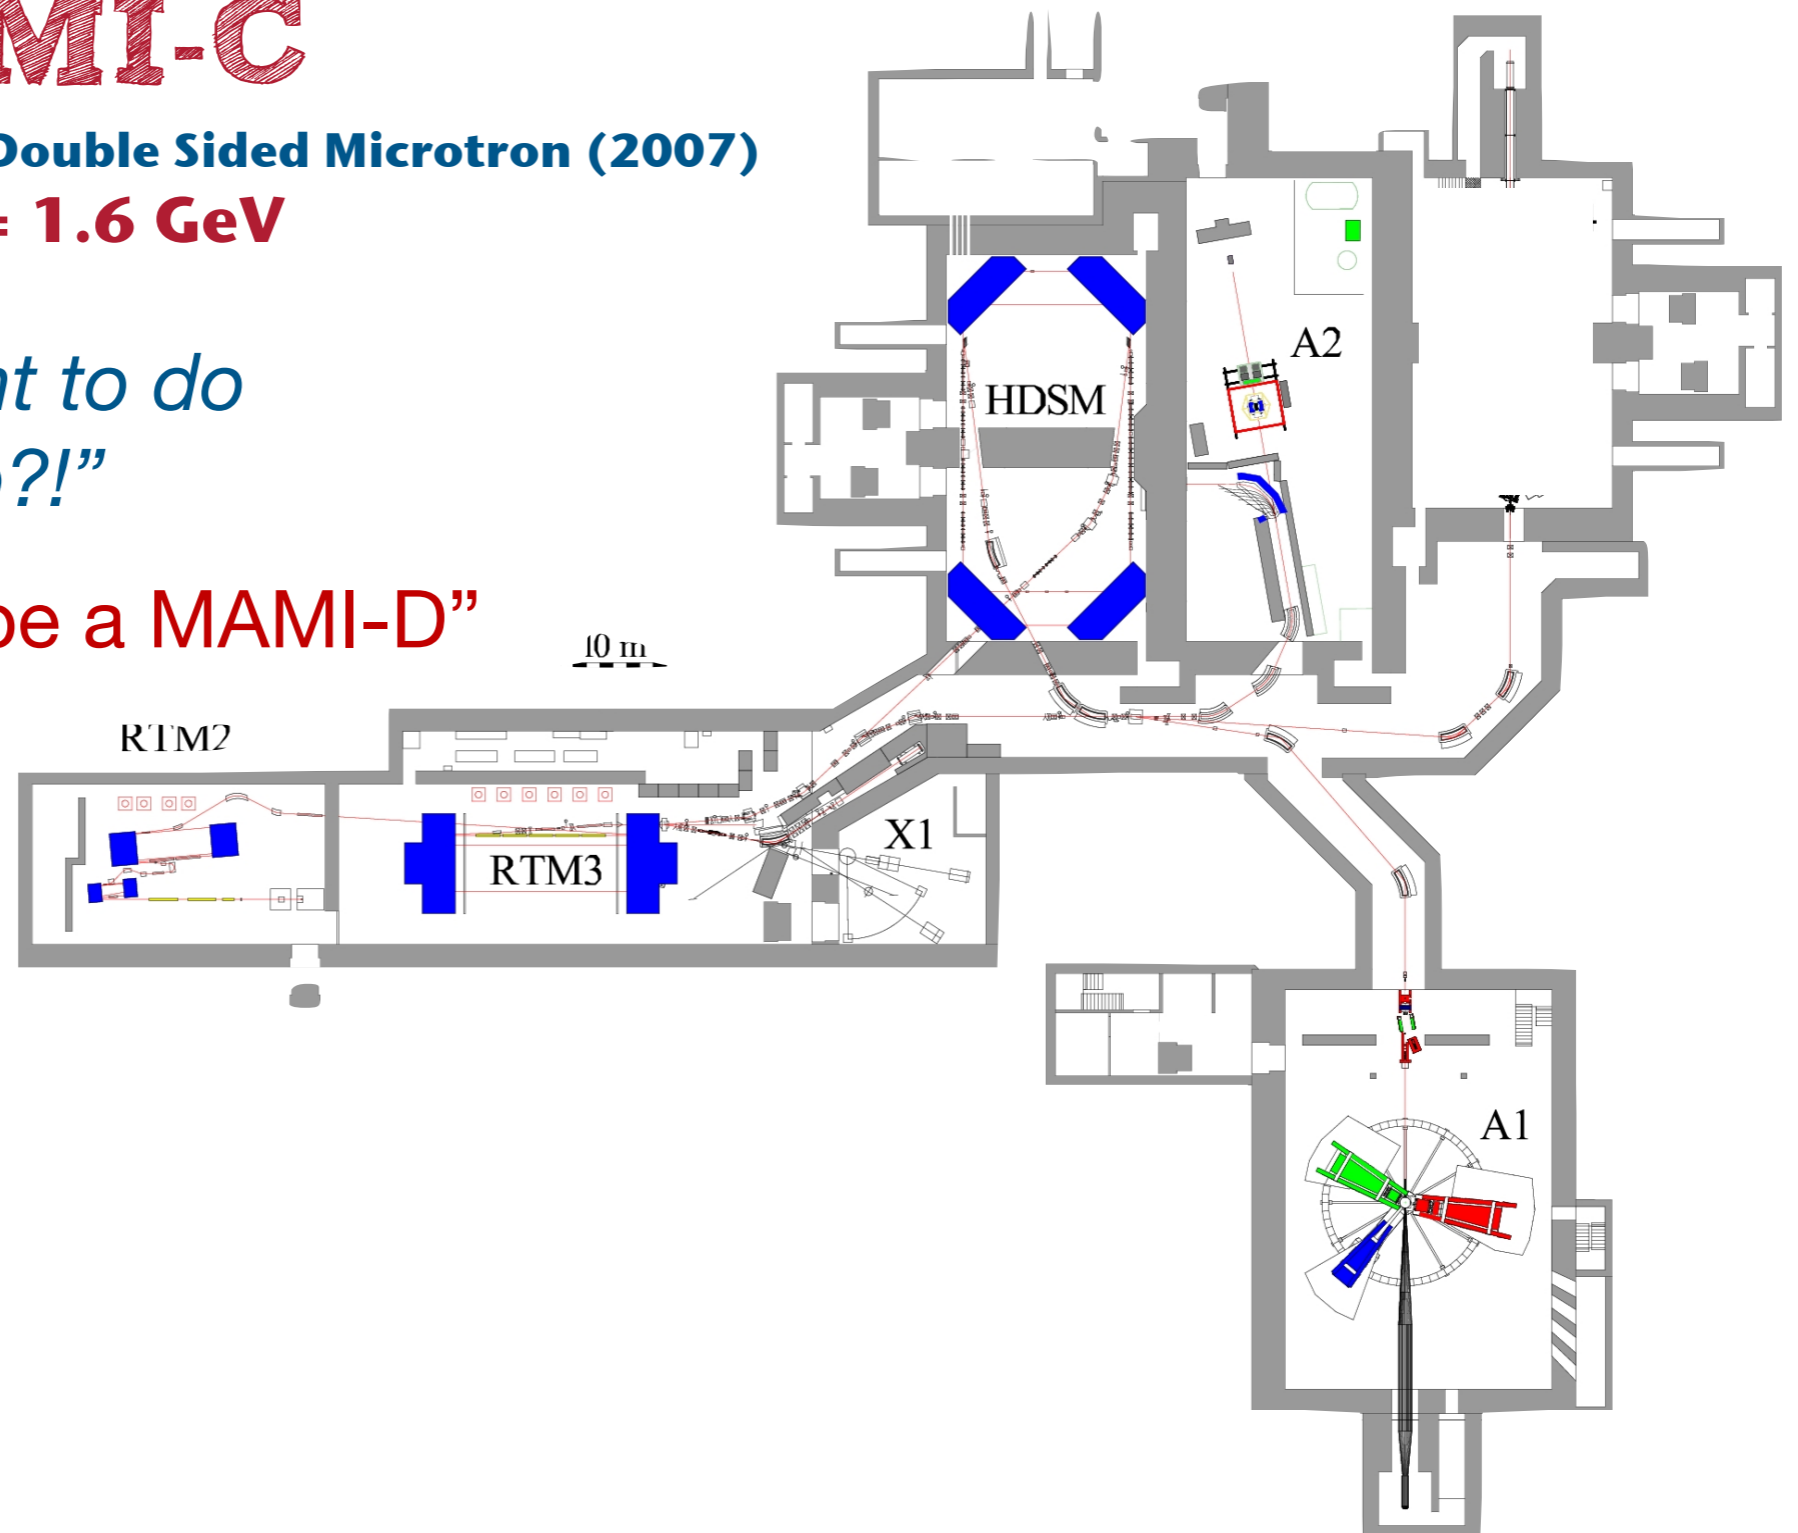 MI-C
Double Sided Microtron (2007)
= 1.6 GeV
nt to do
?!”
be a MAMI-D”
10 m
RTM2
RTM3
X1
HDSM
A2
A1